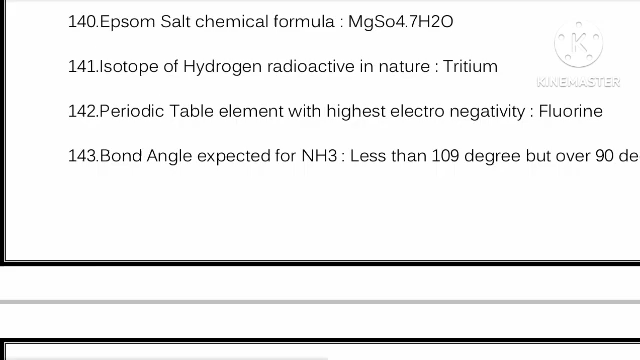 140.Epsom Salt chemical formula : MgSo4.7H2O
141.Isotope of Hydrogen radioactive in nature : Tritium
142.Periodic Table element with highest electro negativity : Fluorine
143.Bond Angle expected for NH3 : Less than 109 degree but over 90 de
K
KINEMASTER